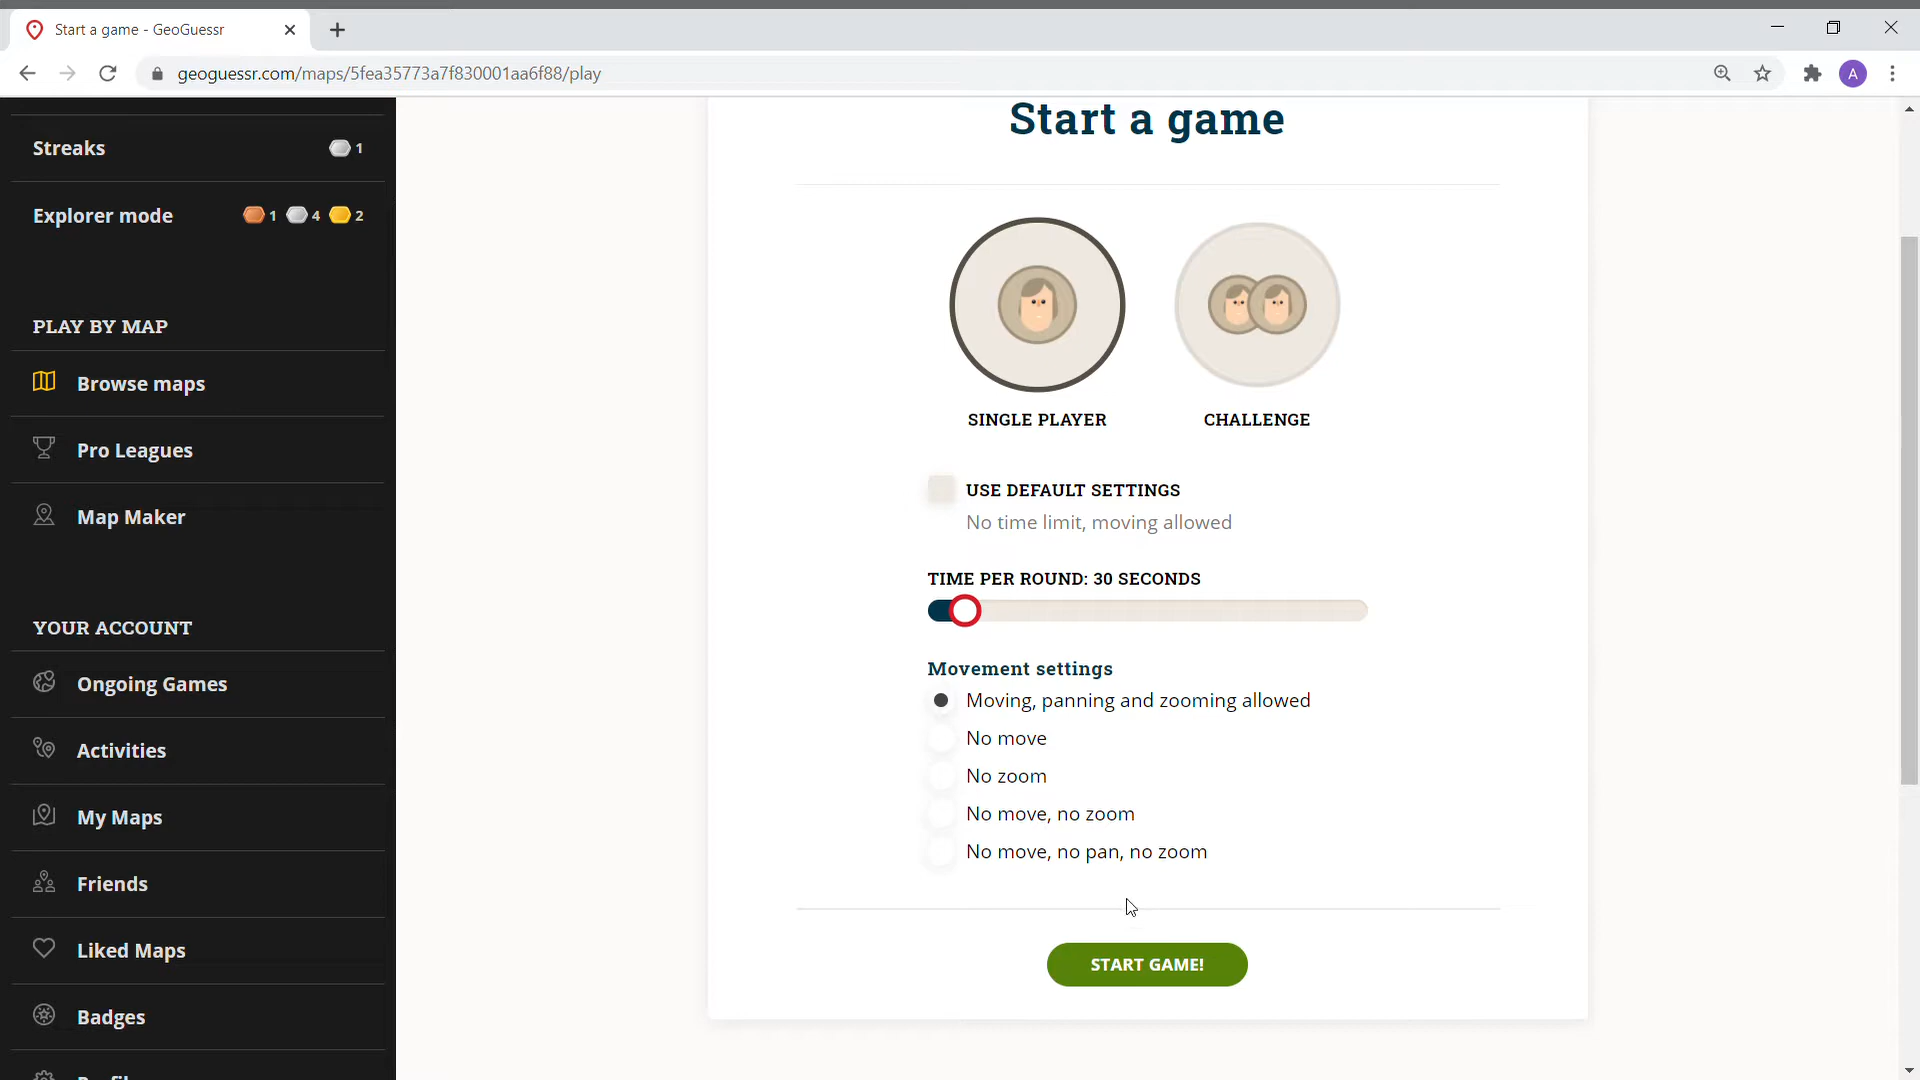 Start a game - GeoGuessr
geoguessr.com/maps/5fea35773a7f830001aa6f88/play
A
Streaks 1
Explorer mode 1 4 2
PLAY BY MAP
Browse maps
Pro Leagues
Map Maker
YOUR ACCOUNT
Ongoing Games
Activities
My Maps
Friends
Liked Maps
Badges
Start a game
SINGLE PLAYER
CHALLENGE
USE DEFAULT SETTINGS
No time limit, moving allowed
TIME PER ROUND: 30 SECONDS
Movement settings
Moving, panning and zooming allowed
No move
No zoom
No move, no zoom
No move, no pan, no zoom
START GAME!